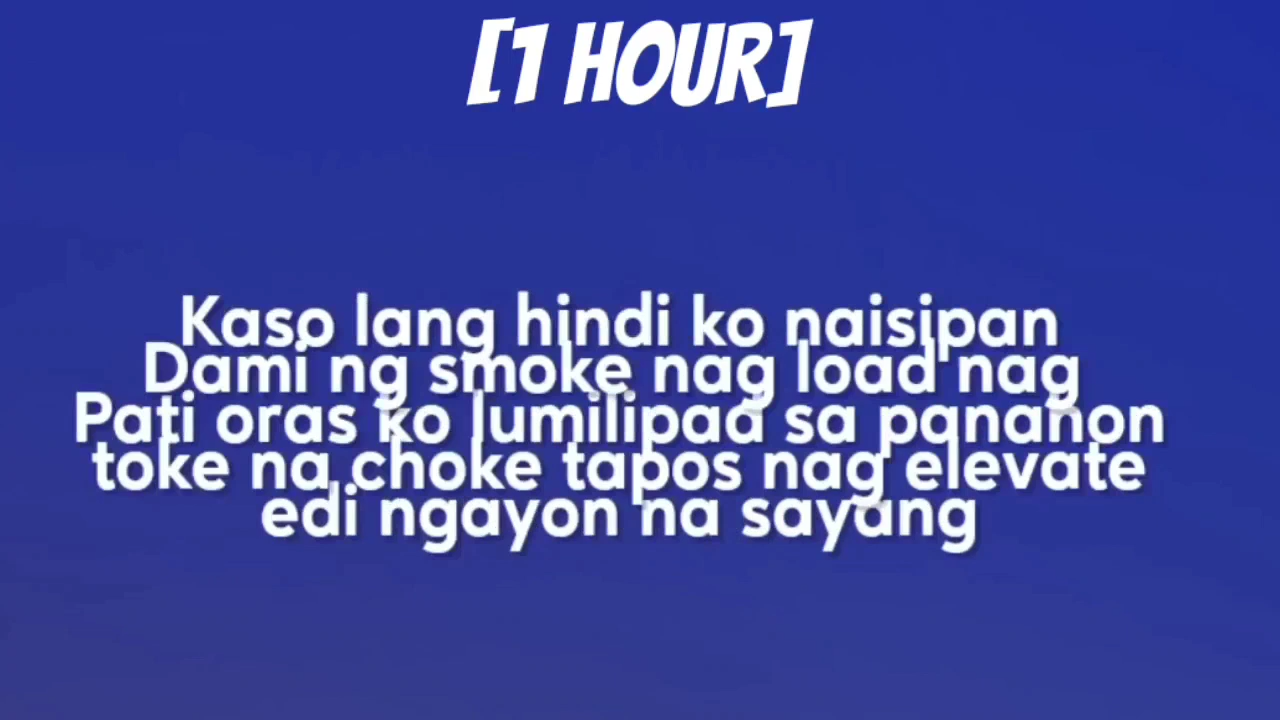 [1 HOUR]
Kaso lang hindi ko naisipan
Dami ng smoke nag load nag
Pati oras ko lumilipad sa panahon
toke na choke tapos nag elevate
edi ngayon na sayang